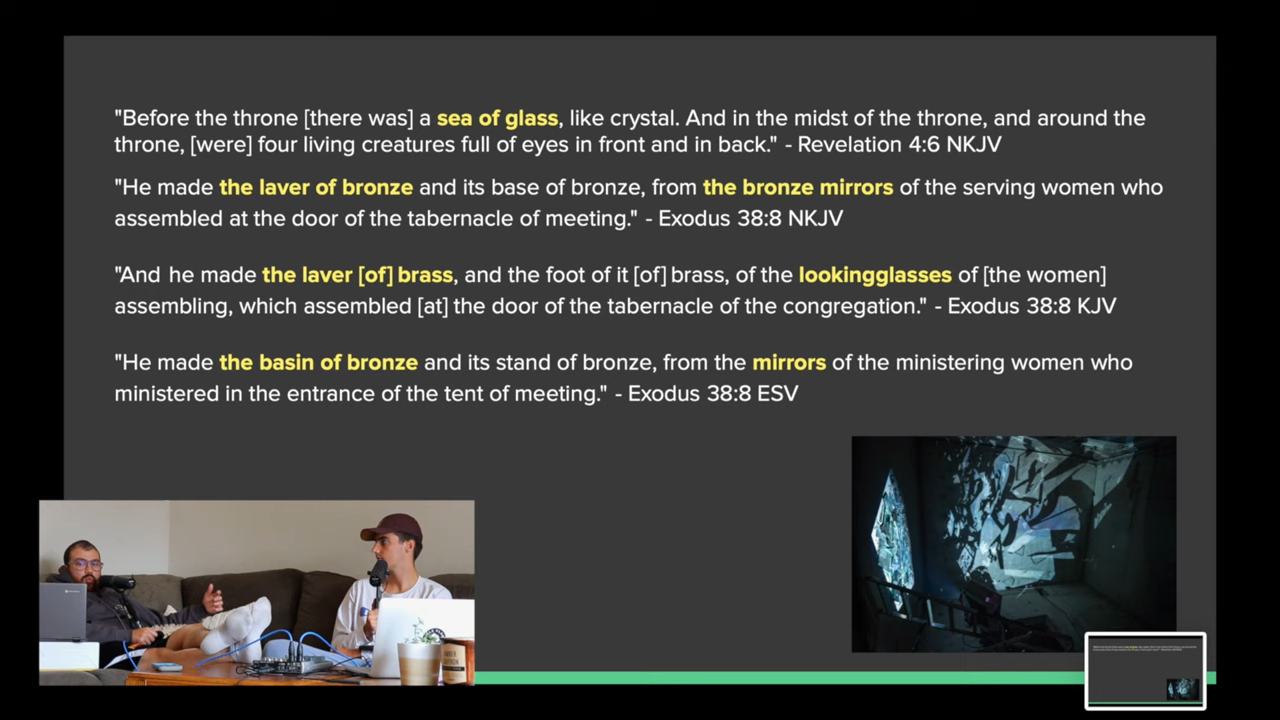 "Before the throne [there was] a sea of glass, like crystal. And in the midst of the throne, and around the
throne, [were] four living creatures full of eyes in front and in back." - Revelation 4:6 NKJV
"He made the laver of bronze and its base of bronze, from the bronze mirrors of the serving women who
assembled at the door of the tabernacle of meeting." - Exodus 38:8 NKJV
"And he made the laver [of] brass, and the foot of it [of] brass, of the lookingglasses of [the women]
assembling, which assembled [at] the door of the tabernacle of the congregation." - Exodus 38:8 KJV
"He made the basin of bronze and its stand of bronze, from the mirrors of the ministering women who
ministered in the entrance of the tent of meeting." - Exodus 38:8 ESV